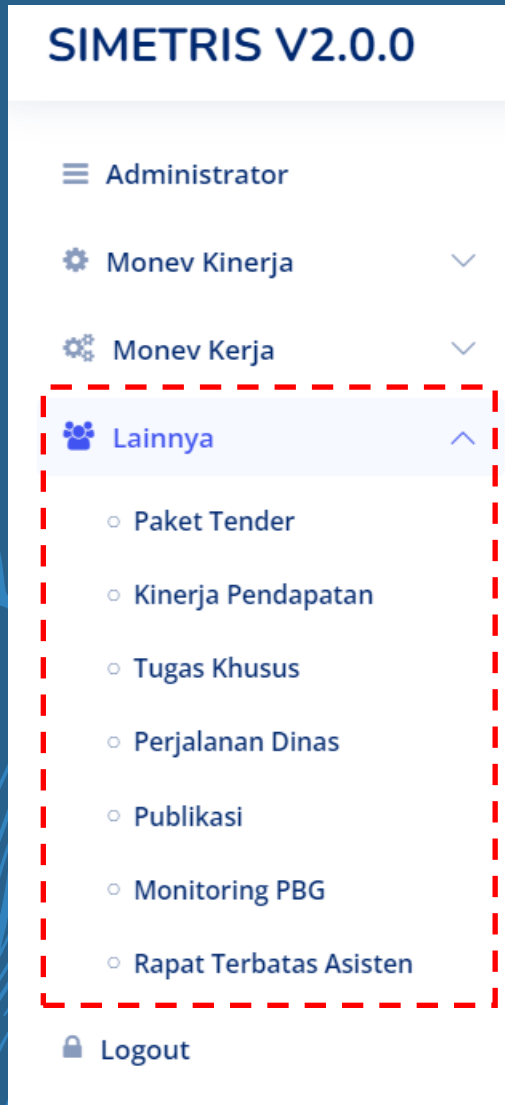 SIMETRIS V2.0.0
Administrator
Monev Kinerja
Monev Kerja
Lainnya
Paket Tender
Kinerja Pendapatan
Tugas Khusus
Perjalanan Dinas
Publikasi
Monitoring PBG
Rapat Terbatas Asisten
Logout